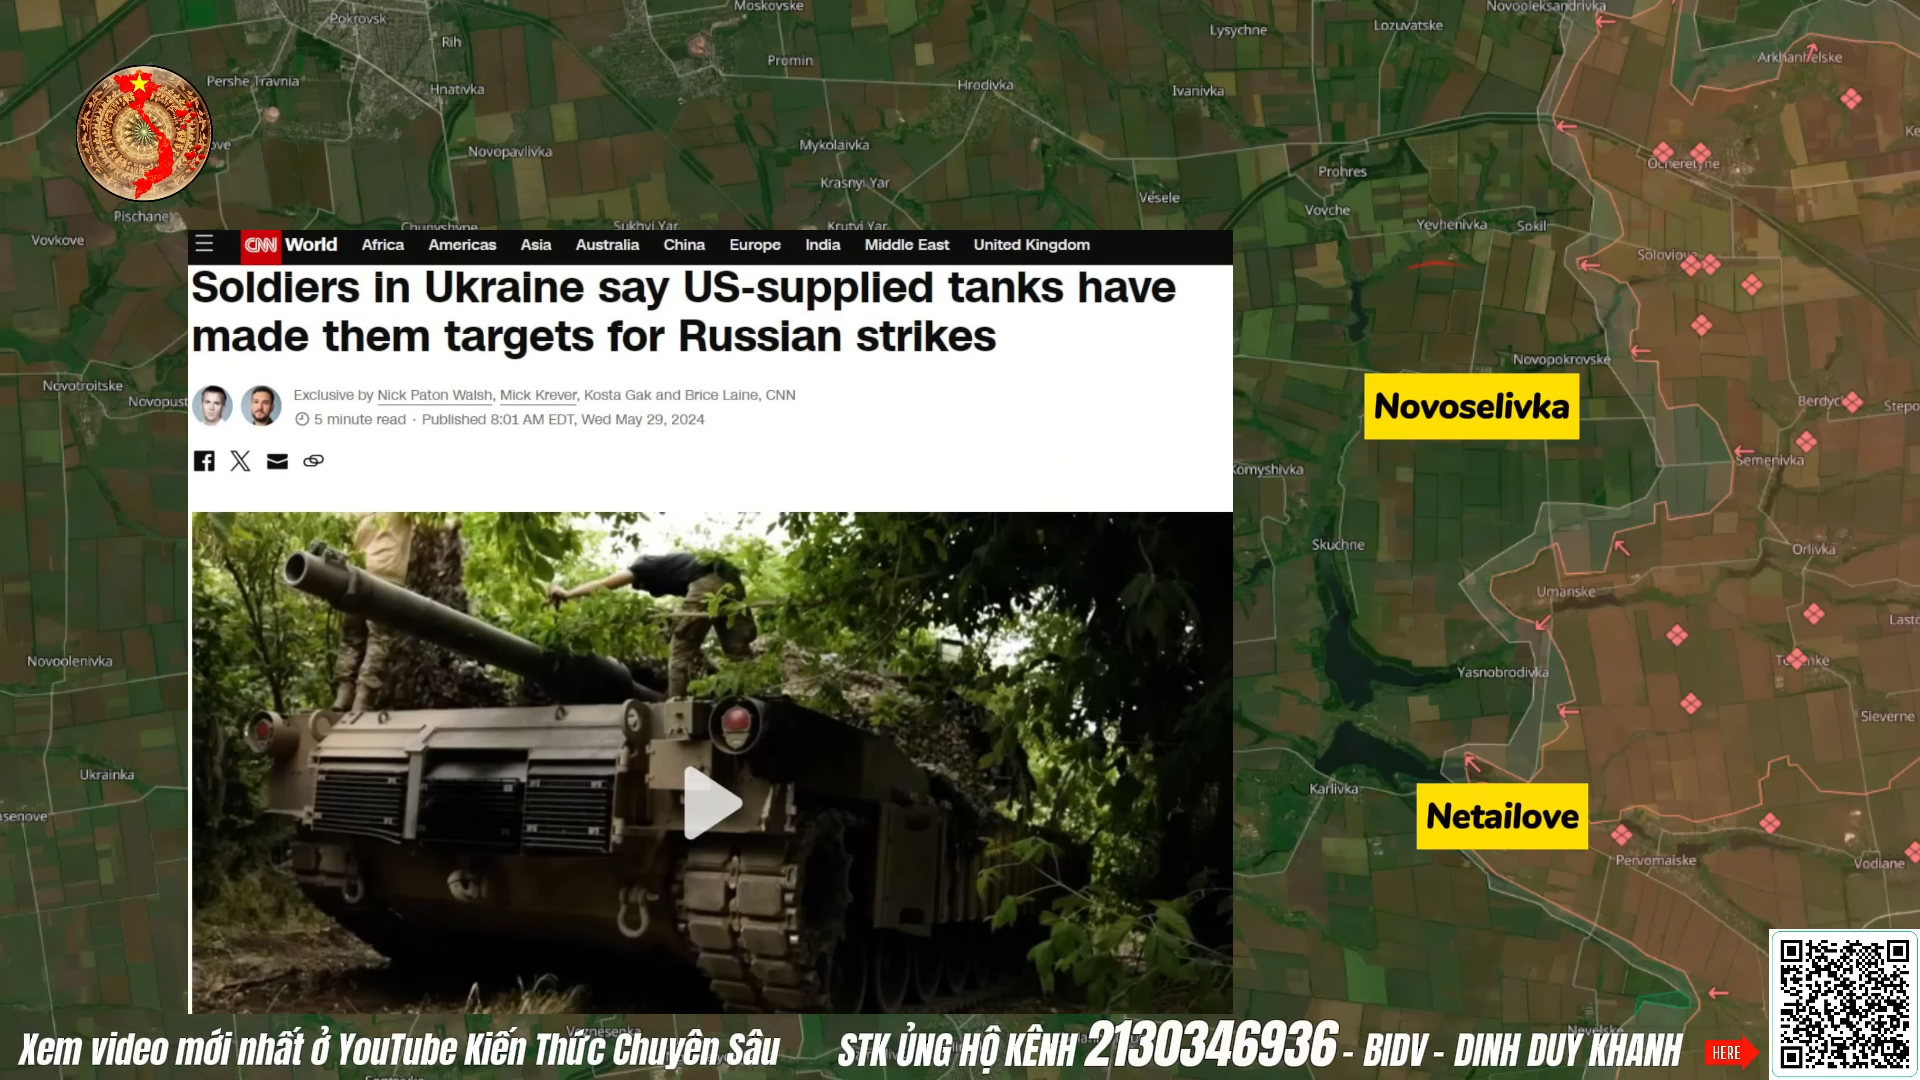 Moskovske
Novooleksandrivka
Pokrovsk
Lozuvatske
Lysychne
Rih
Promin
Arkhanhelske
Pershe Travnia
Hnativka
Hrodivka
Ivanivka
Mykolaivka
Novopavlivka
Ocheretyne
Prohres
Krasnyi Yar
Vesele
Vovche
Pischane
Yevhenivka
Sokil
Sukhyi Yar
Krutyi Yar
Vovkove
CNN World Africa Americas Asia Australia China Europe India Middle East United Kingdom
Soldiers in Ukraine say US-supplied tanks have
made them targets for Russian strikes
Exclusive by Nick Paton Walsh, Mick Krever, Kosta Gak and Brice Laine, CNN
5 minute read · Published 8:01 AM EDT, Wed May 29, 2024
Novopokrovske
Novotroitske
Novoselivka
Semenivka
Skuchne
Orlivka
Umanske
Novoolenivka
Yasnobrodivka
Sieverne
Ukrainka
Karlivka
Netailove
Pervomaiske
Vodiane
Xem video mới nhất ở YouTube Kiến Thức Chuyên Sâu
STK ỦNG HỘ KÊNH 2130346936 - BIDV - DINH DUY KHANH
HERE